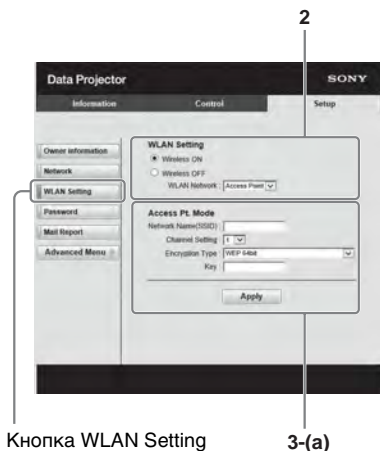 2
Data Projector
SONY
Information Control Setup
Owner information
Network
WLAN Setting
Password
Mail Report
Advanced Menu
WLAN Setting
Wireless ON
Wireless OFF
WLAN Network : Access Point
Access Pt. Mode
Network Name(SSID)
Channel Setting 1
Encryption Type WEP 64bit
Key
Apply
Кнопка WLAN Setting
3-(a)